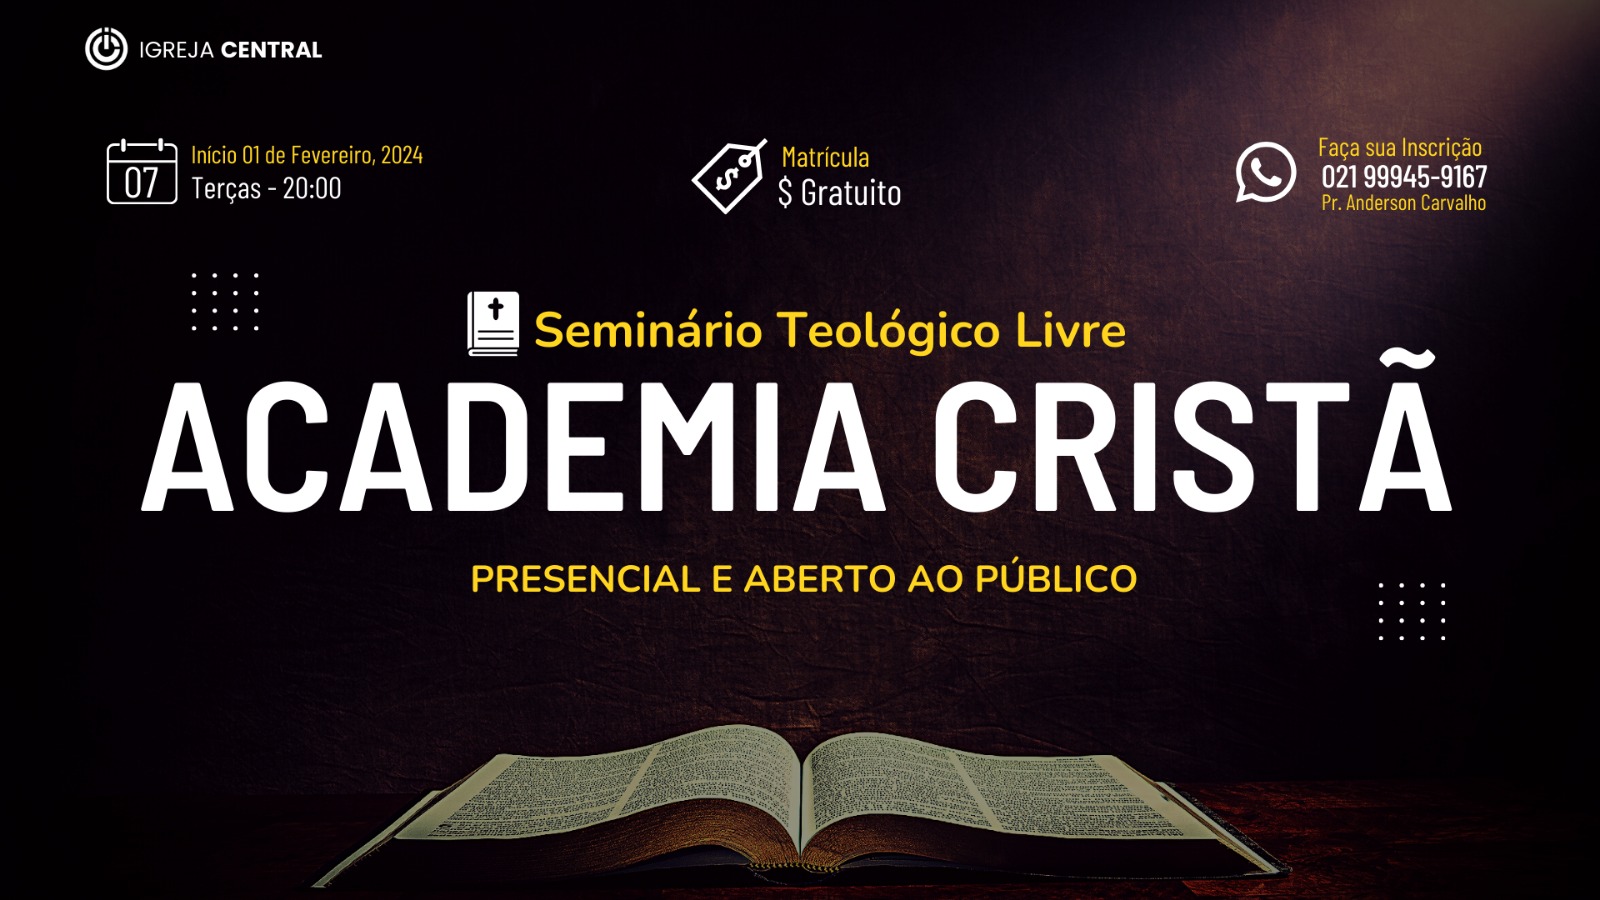 IGREJA CENTRAL
07
Início 01 de Fevereiro, 2024
Terças - 20:00
Matrícula
$ Gratuito
Faça sua Inscrição
021 99945-9167
Pr. Anderson Carvalho
Seminário Teológico Livre
ACADEMIA CRISTÃ
PRESENCIAL E ABERTO AO PÚBLICO